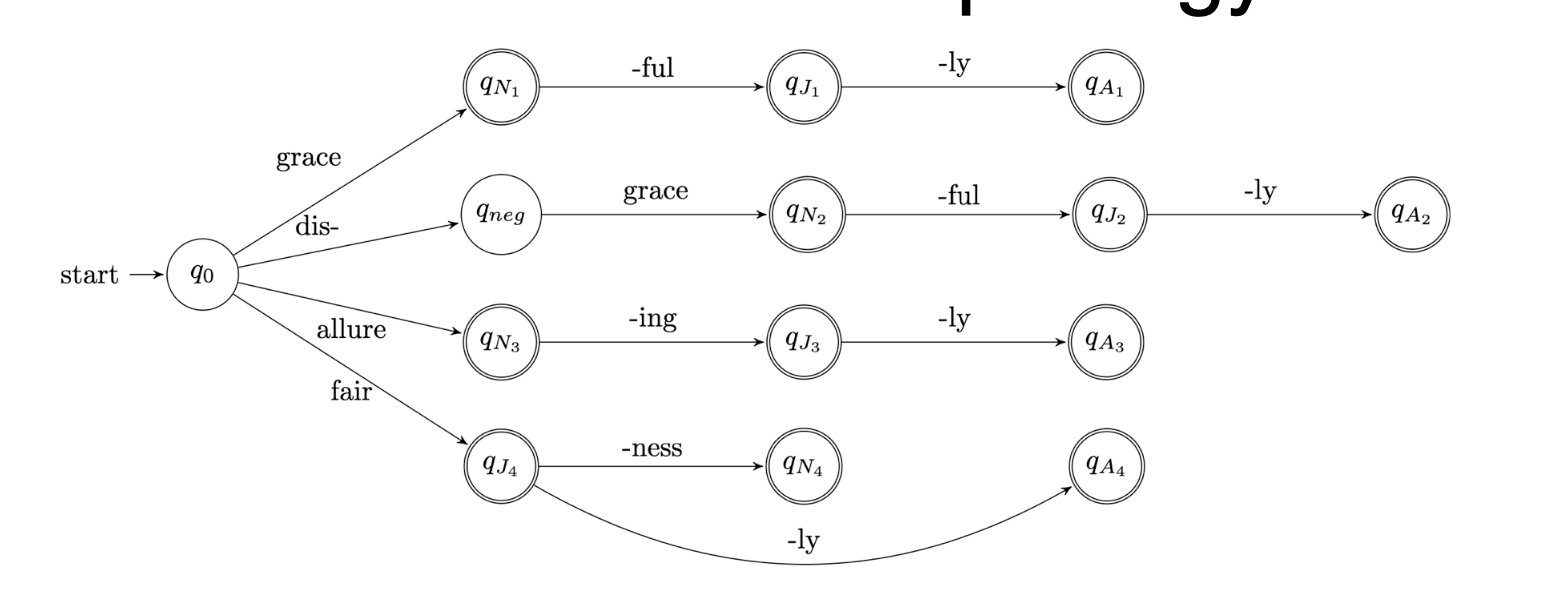 q_{N_1} -ful q_{J_1} -ly q_{A_1}
grace
dis-
q_{neg} grace q_{N_2} -ful q_{J_2} -ly q_{A_2}
start q_0
allure
q_{N_3} -ing q_{J_3} -ly q_{A_3}
fair
q_{J_4} -ness q_{N_4} q_{A_4}
-ly